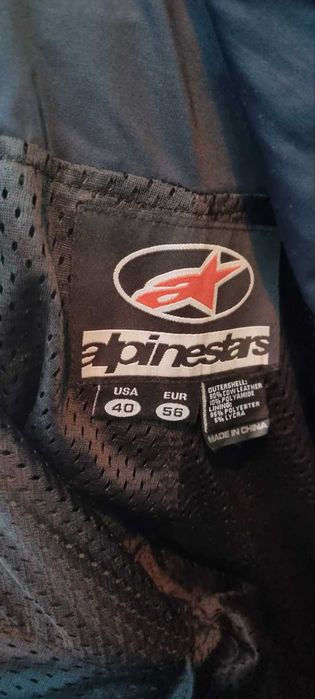 alpinestars
USA
40
EUR
56
OUTERSHELL:
90% COW LEATHER
10% POLYAMIDE
LINING:
95% POLYESTER
5% LYCRA
MADE IN CHINA